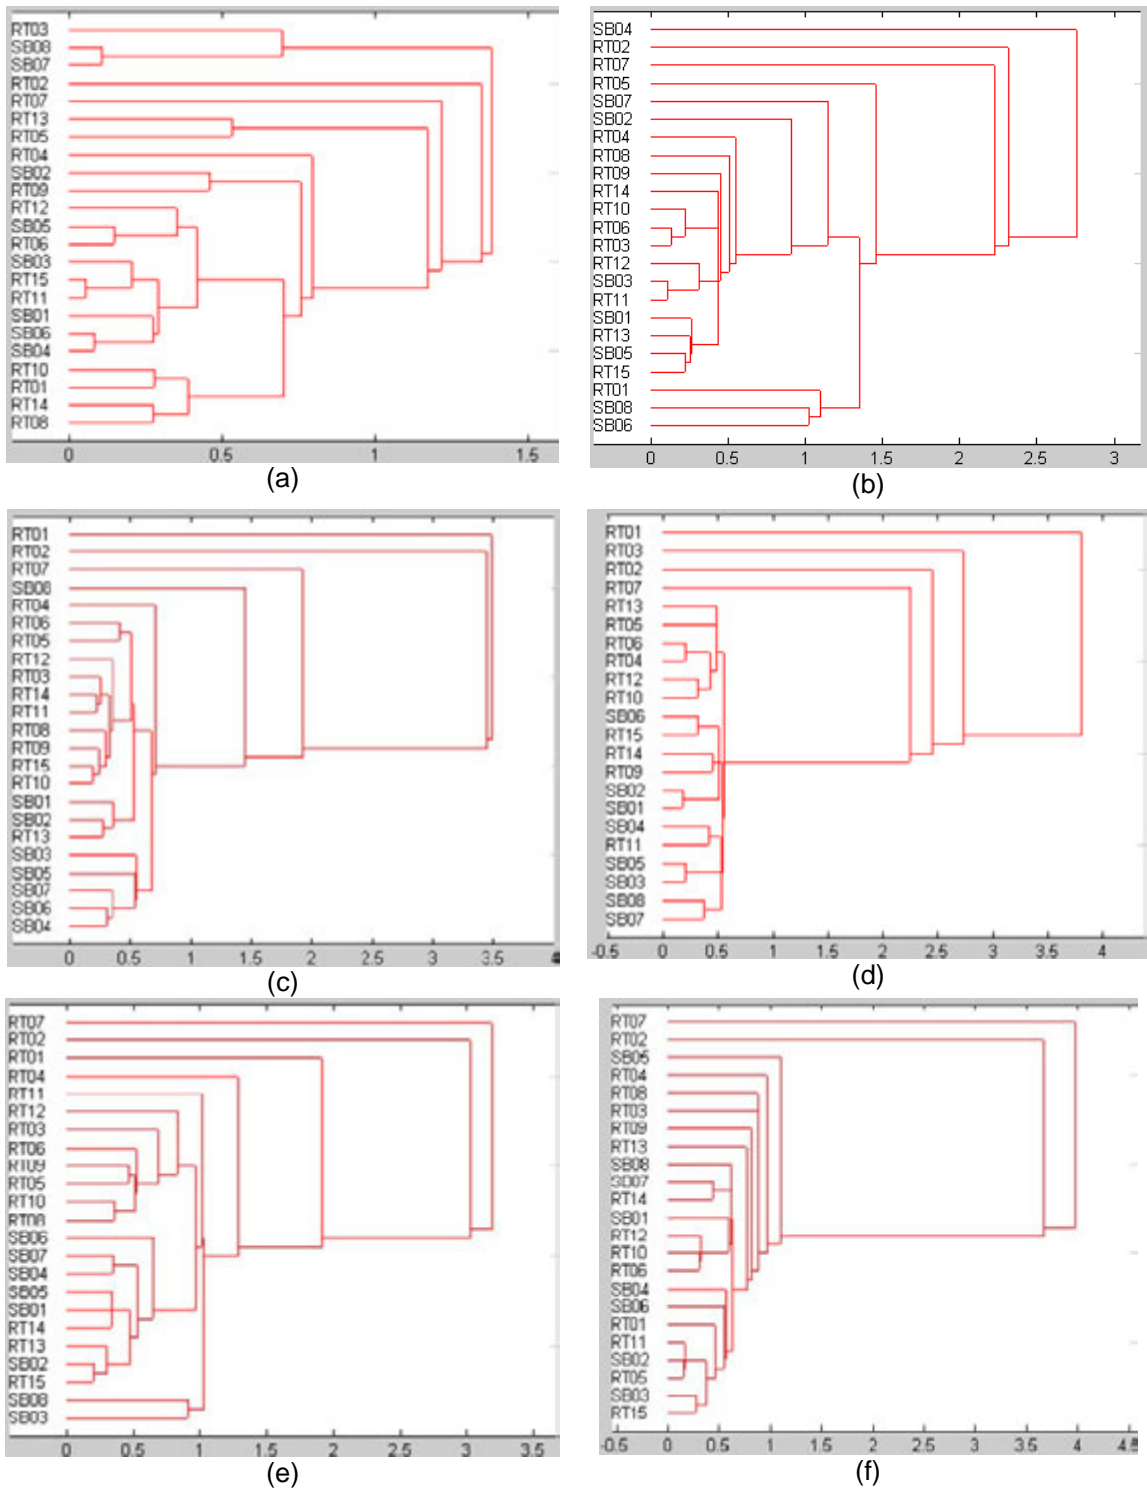 RT03
SB08
SB07
RT02
RT07
RT13
RT05
RT04
SB02
RT09
RT12
SB05
RT06
SB03
RT15
RT11
SB01
SB06
SB04
RT10
RT01
RT14
RT08
0 0.5 1 1.5
(a)
SB04
RT02
RT07
RT05
SB07
SB02
RT04
RT08
RT09
RT14
RT10
RT06
RT03
RT12
SB03
RT11
SB01
RT13
SB05
RT15
RT01
SB08
SB06
0 0.5 1 1.5 2 2.5 3
(b)
RT01
RT02
RT07
SB08
RT04
RT06
RT05
RT12
RT03
RT14
RT11
RT08
RT09
RT15
RT10
SB01
SB02
RT13
SB03
SB05
SB07
SB06
SB04
0 0.5 1 1.5 2 2.5 3 3.5
(c)
RT01
RT03
RT02
RT07
RT13
RT05
RT06
RT04
RT12
RT10
SB06
RT15
RT14
RT09
SB02
SB01
SB04
RT11
SB05
SB03
SB08
SB07
-0.5 0 0.5 1 1.5 2 2.5 3 3.5 4
(d)
RT07
RT02
RT01
RT04
RT11
RT12
RT03
RT06
RT09
RT05
RT10
RT08
SB06
SB07
SB04
SB05
SB01
RT14
RT13
SB02
RT15
SB08
SB03
0 0.5 1 1.5 2 2.5 3 3.5
(e)
RT07
RT02
SB05
RT04
RT08
RT03
RT09
RT13
SB08
SB07
RT14
SB01
RT12
RT10
RT06
SB04
SB06
RT01
RT11
SB02
RT05
SB03
RT15
-0.5 0 0.5 1 1.5 2 2.5 3 3.5 4 4.5
(f)